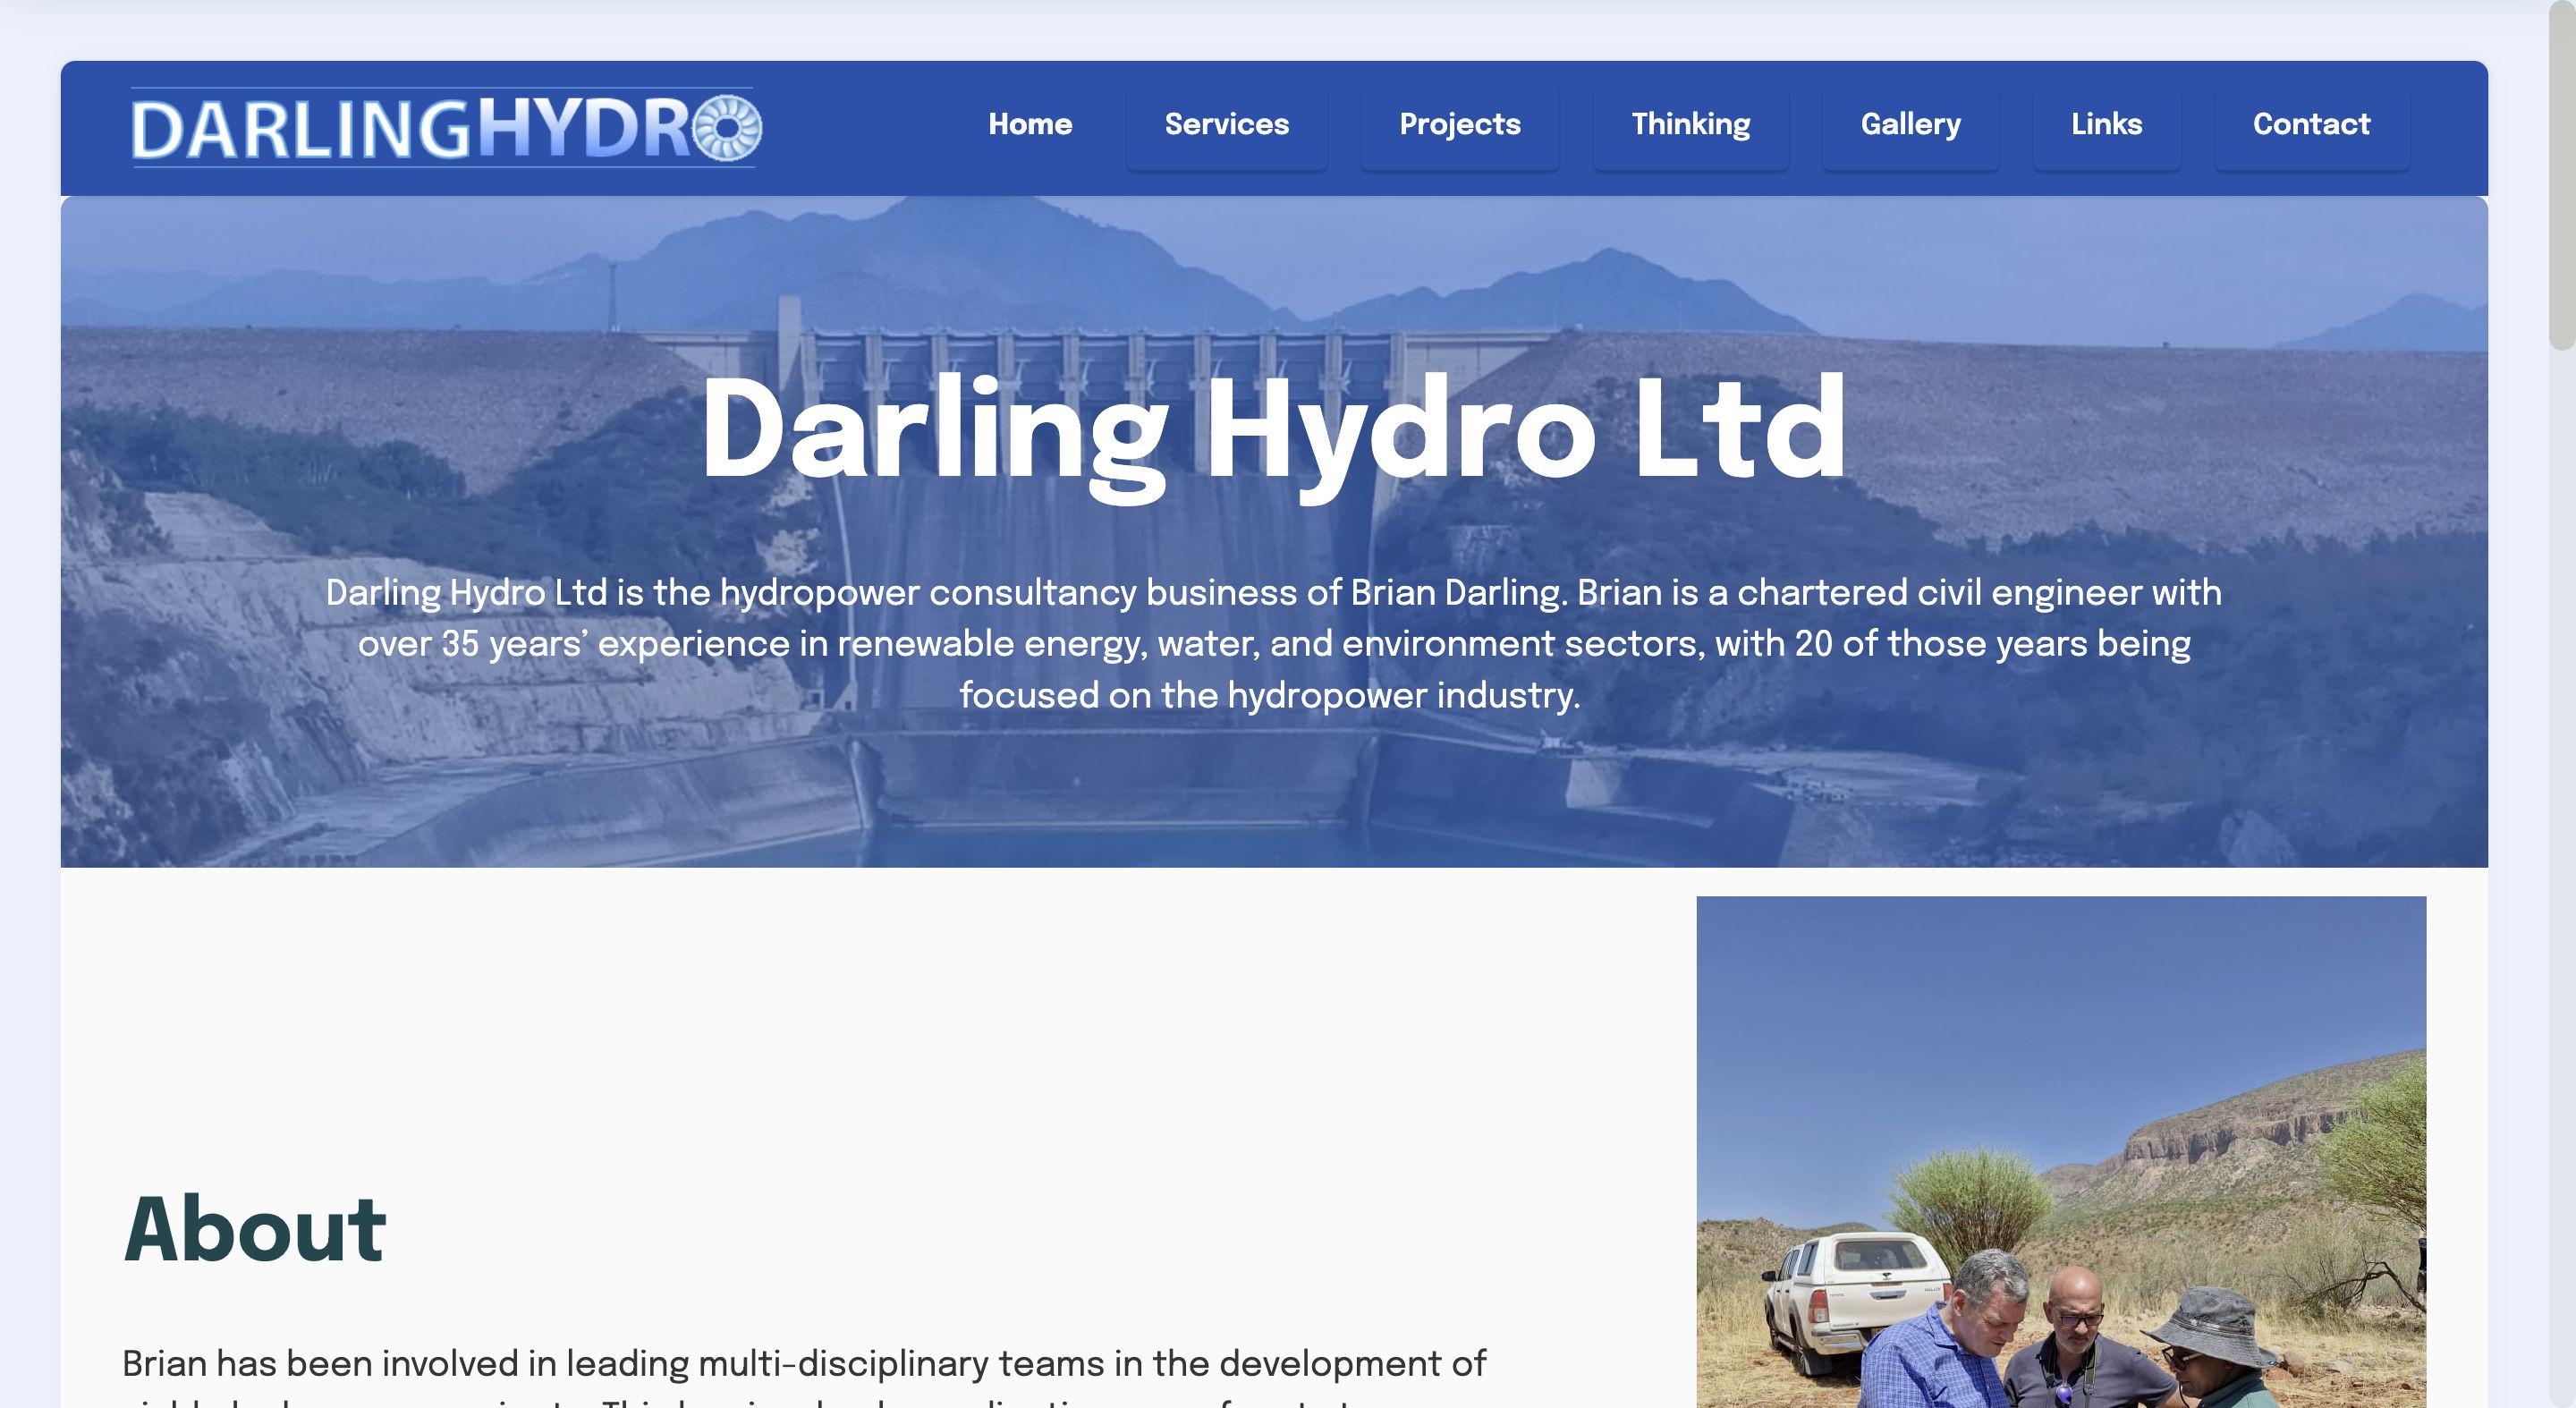 DARLINGHYDRO
Home Services Projects Thinking Gallery Links Contact
Darling Hydro Ltd
Darling Hydro Ltd is the hydropower consultancy business of Brian Darling. Brian is a chartered civil engineer with
over 35 years’ experience in renewable energy, water, and environment sectors, with 20 of those years being
focused on the hydropower industry.
About
Brian has been involved in leading multi-disciplinary teams in the development of